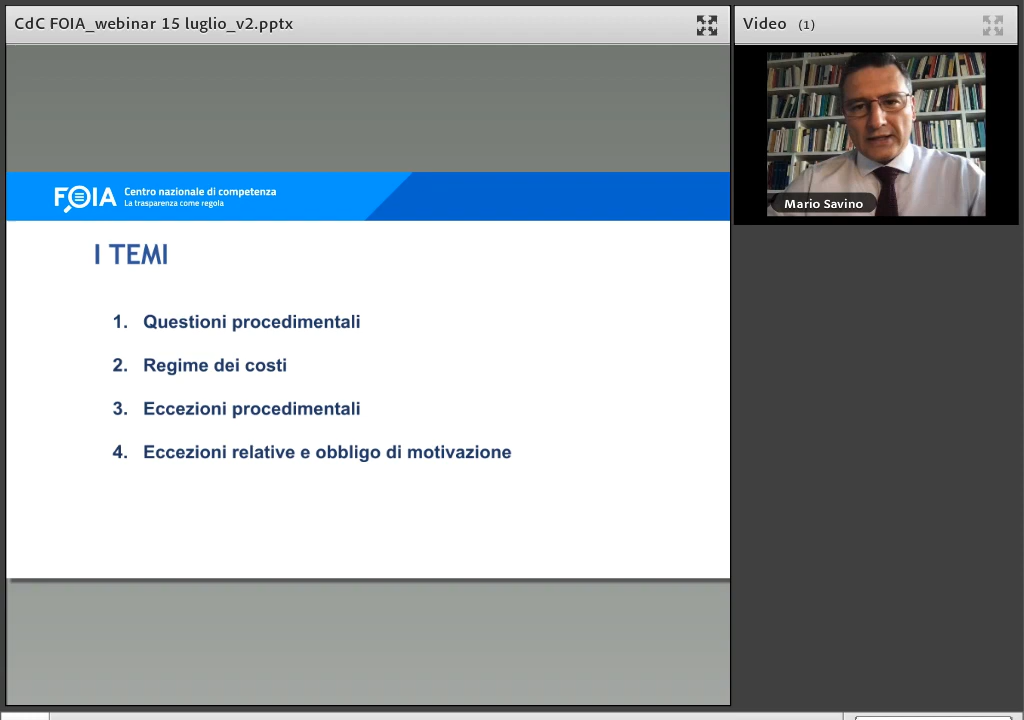 CdC FOIA_webinar 15 luglio_v2.pptx
Video (1)
Mario Savino
FOIA
Centro nazionale di competenza
La trasparenza come regola
I TEMI
1. Questioni procedimentali
2. Regime dei costi
3. Eccezioni procedimentali
4. Eccezioni relative e obbligo di motivazione